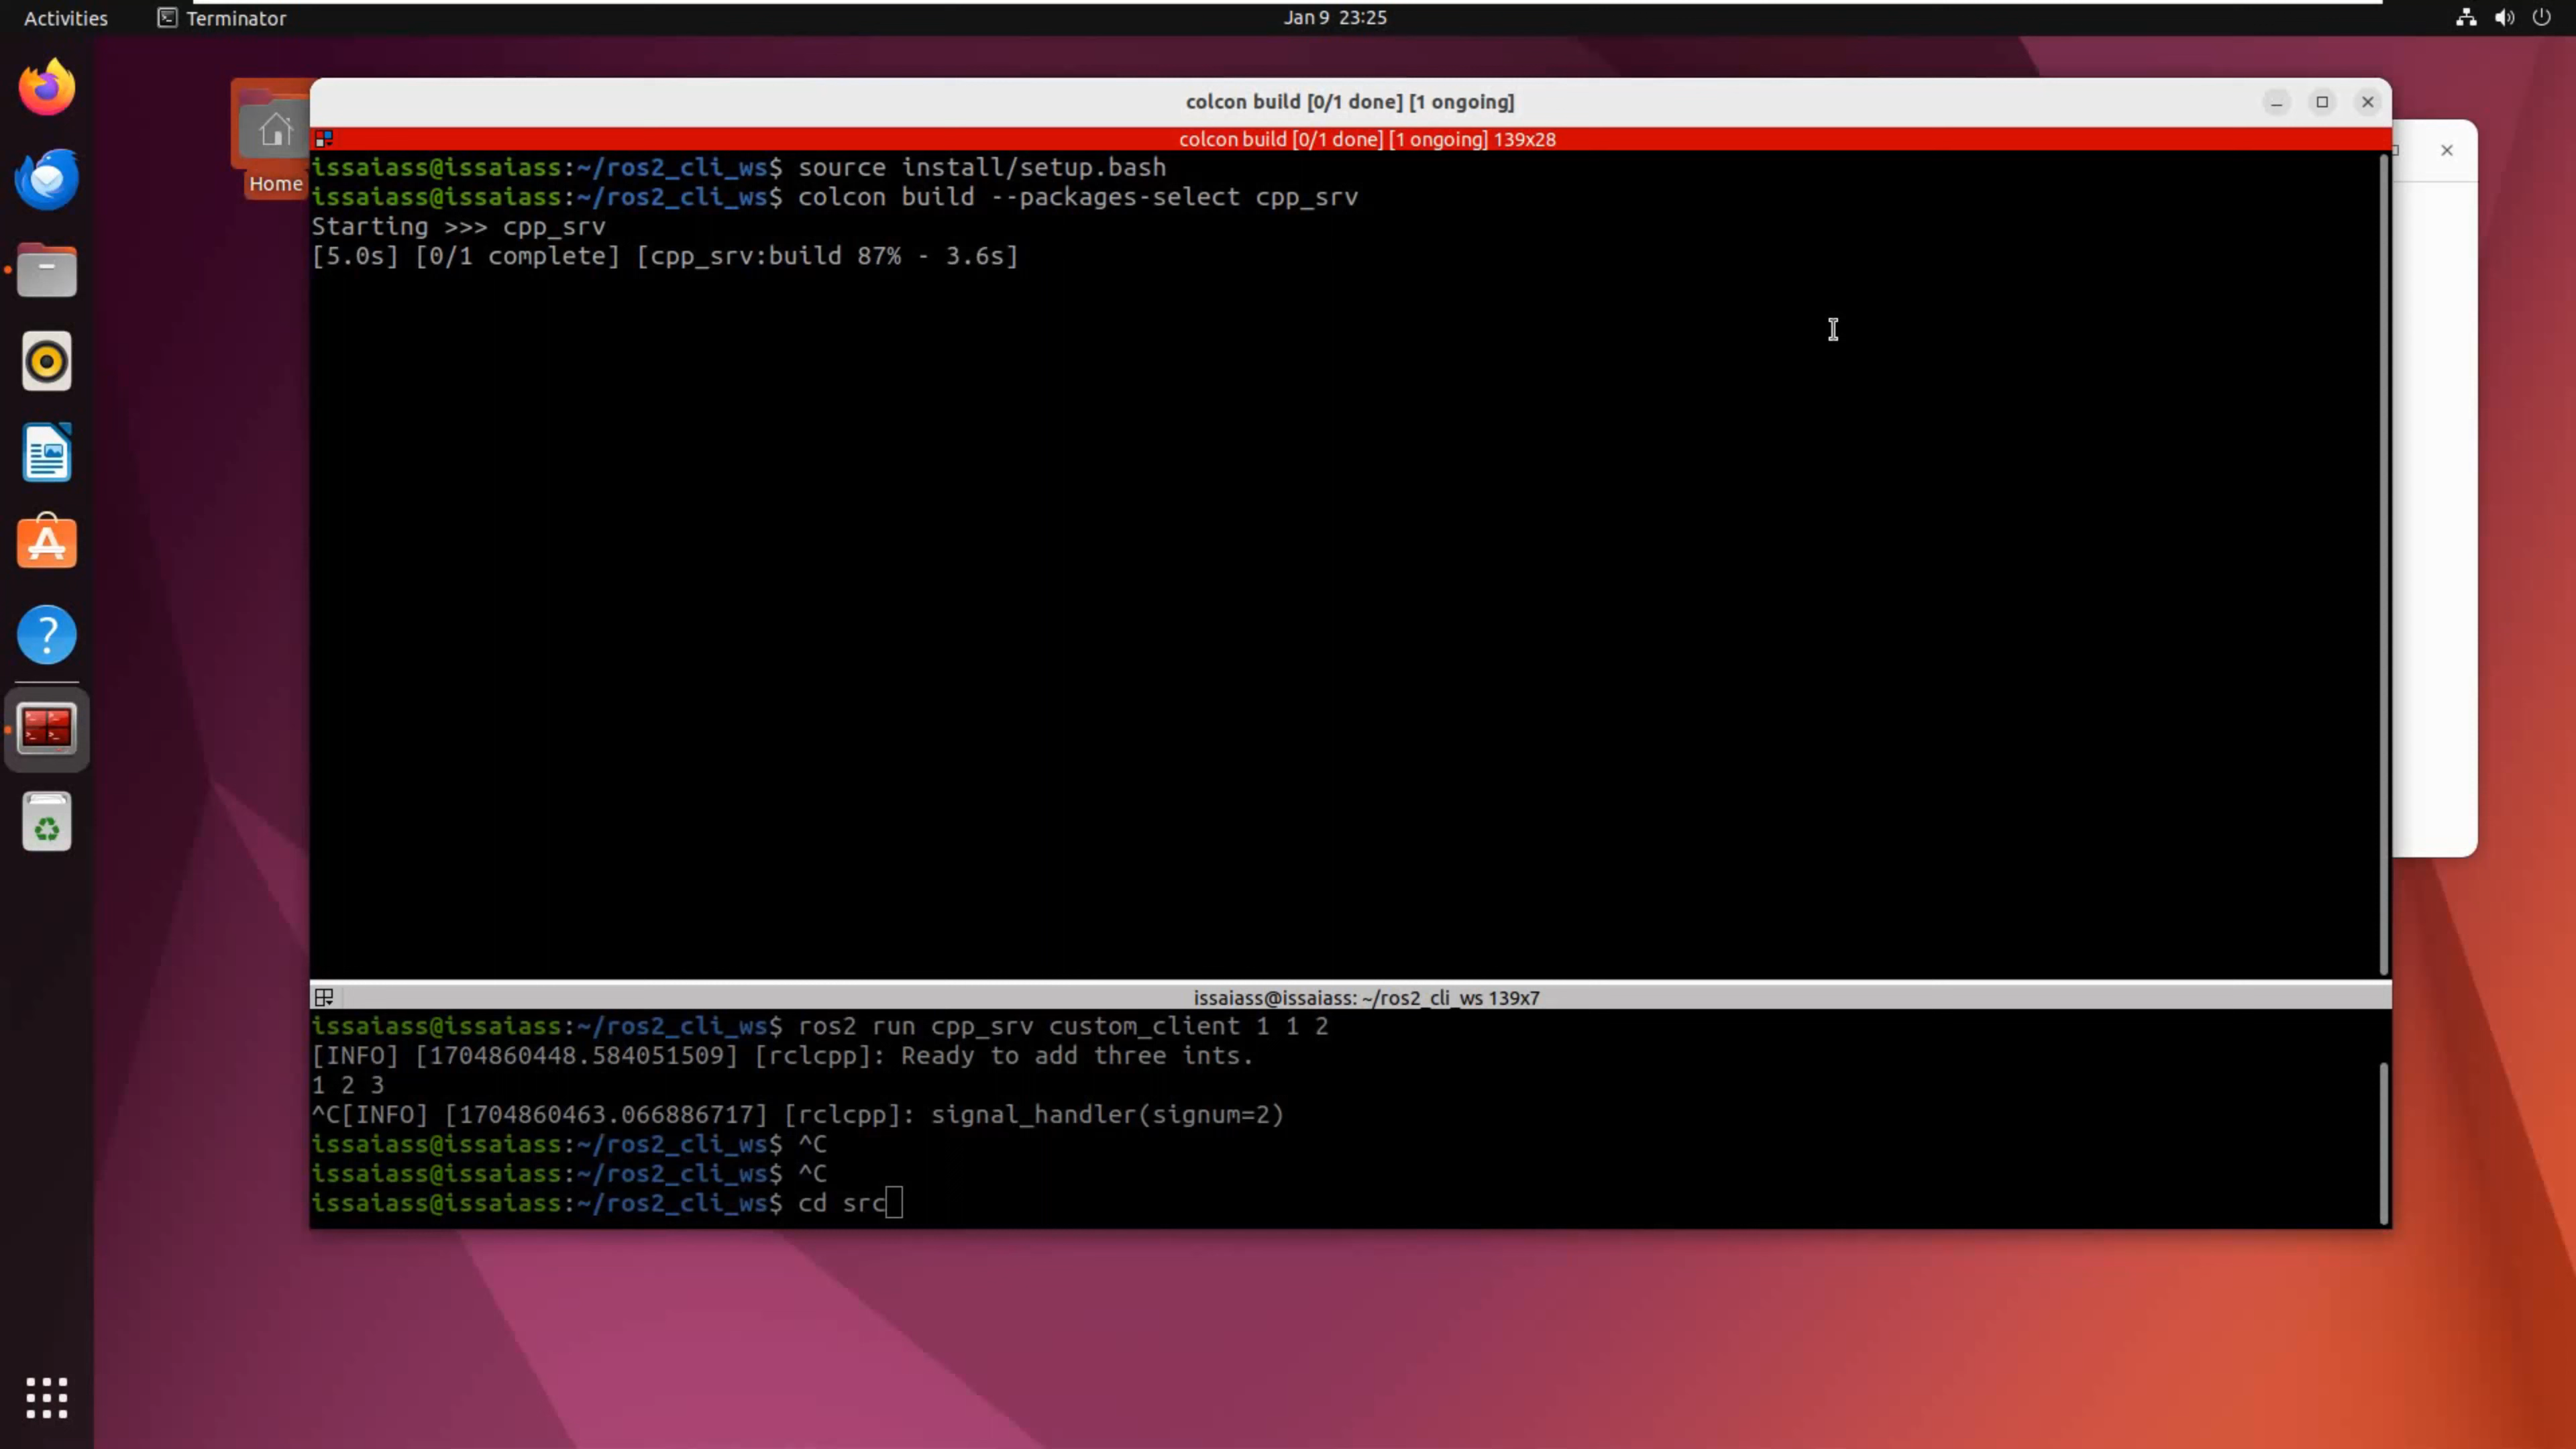 Activities
Terminator
Jan 9 23:25
Home
colcon build [0/1 done] [1 ongoing]
colcon build [0/1 done] [1 ongoing] 139x28
issaiass@issaiass:~/ros2_cli_ws$ source install/setup.bash
issaiass@issaiass:~/ros2_cli_ws$ colcon build --packages-select cpp_srv
Starting >>> cpp_srv
[5.0s] [0/1 complete] [cpp_srv:build 87% - 3.6s]
issaiass@issaiass: ~/ros2_cli_ws 139x7
issaiass@issaiass:~/ros2_cli_ws$ ros2 run cpp_srv custom_client 1 1 2
[INFO] [1704860448.584051509] [rclcpp]: Ready to add three ints.
1 2 3
^C[INFO] [1704860463.066886717] [rclcpp]: signal_handler(signum=2)
issaiass@issaiass:~/ros2_cli_ws$ ^C
issaiass@issaiass:~/ros2_cli_ws$ ^C
issaiass@issaiass:~/ros2_cli_ws$ cd src